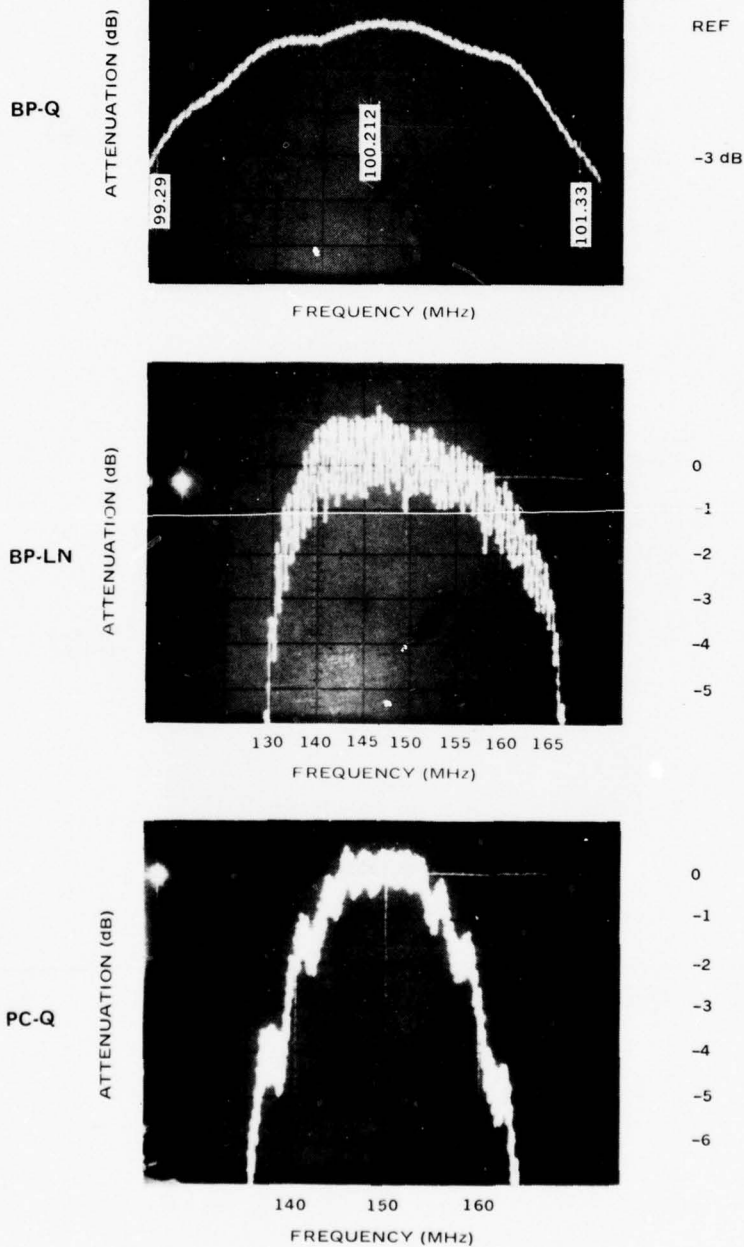 BP-Q
ATTENUATION (dB)
REF
-3 dB
99.29
100.212
101.33
FREQUENCY (MHz)
BP-LN
ATTENUATION (dB)
0
-1
-2
-3
-4
-5
130 140 145 150 155 160 165
FREQUENCY (MHz)
PC-Q
ATTENUATION (dB)
0
-1
-2
-3
-4
-5
-6
140 150 160
FREQUENCY (MHz)